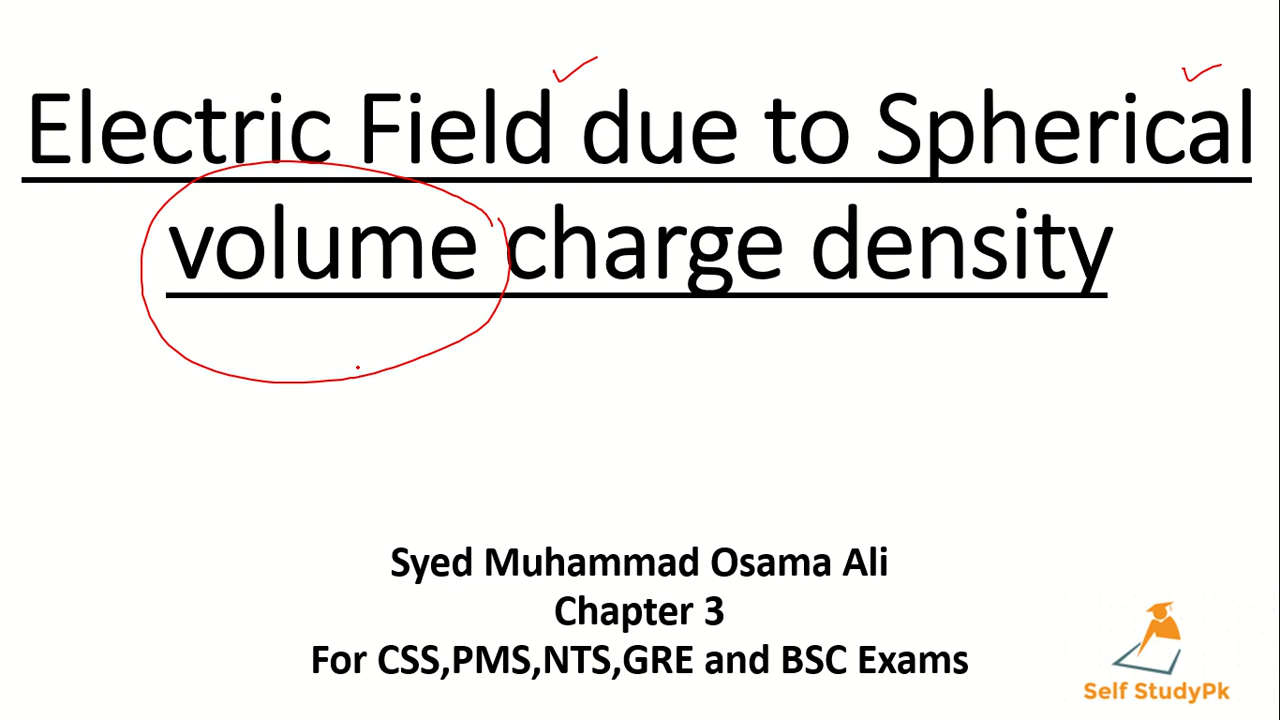 Electric Field due to Spherical
volume charge density
Syed Muhammad Osama Ali
Chapter 3
For CSS,PMS,NTS,GRE and BSC Exams
Self StudyPk